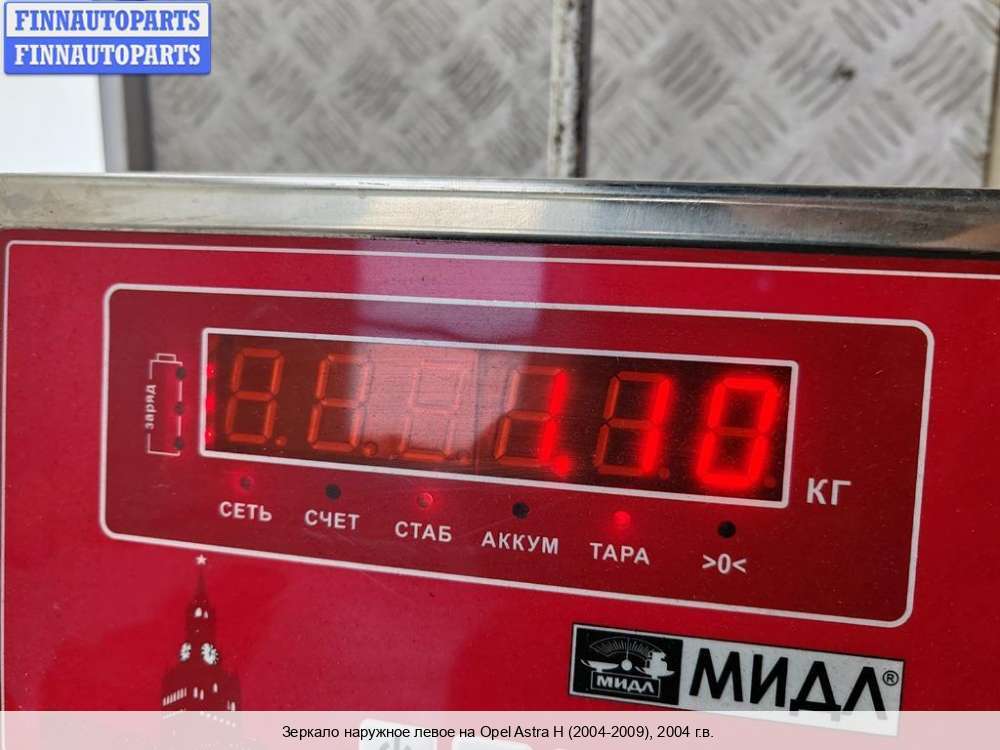 FINNAUTOPARTS
FINNAUTOPARTS
заряд
1.10
КГ
СЕТЬ СЧЕТ СТАБ АККУМ ТАРА >0<
МИДЛ
МИДЛ®
Зеркало наружное левое на Opel Astra H (2004-2009), 2004 г.в.